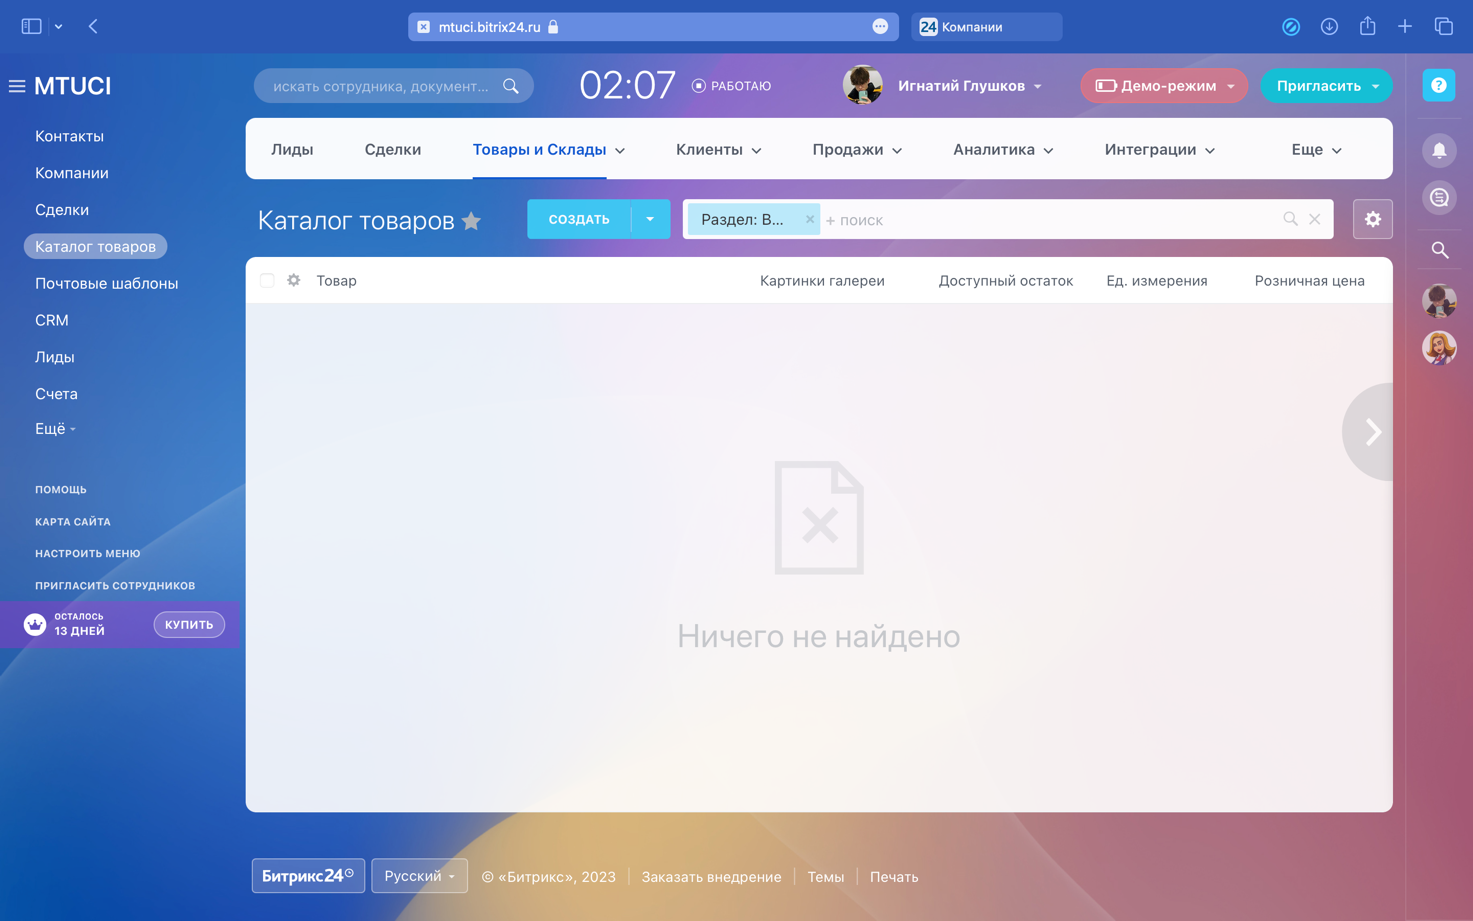 mtuci.bitrix24.ru
24 Компании
MTUCI
искать сотрудника, документ...
02:07
РАБОТАЮ
Игнатий Глушков
Демо-режим
Пригласить
Контакты
Компании
Сделки
Каталог товаров
Почтовые шаблоны
CRM
Лиды
Счета
Ещё
ПОМОЩЬ
КАРТА САЙТА
НАСТРОИТЬ МЕНЮ
ПРИГЛАСИТЬ СОТРУДНИКОВ
ОСТАЛОСЬ
13 ДНЕЙ
КУПИТЬ
Лиды Сделки Товары и Склады Клиенты Продажи Аналитика Интеграции Еще
Каталог товаров
СОЗДАТЬ
Раздел: В...
+ поиск
Товар Картинки галереи Доступный остаток Ед. измерения Розничная цена
Ничего не найдено
Битрикс24 Русский © «Битрикс», 2023 Заказать внедрение Темы Печать